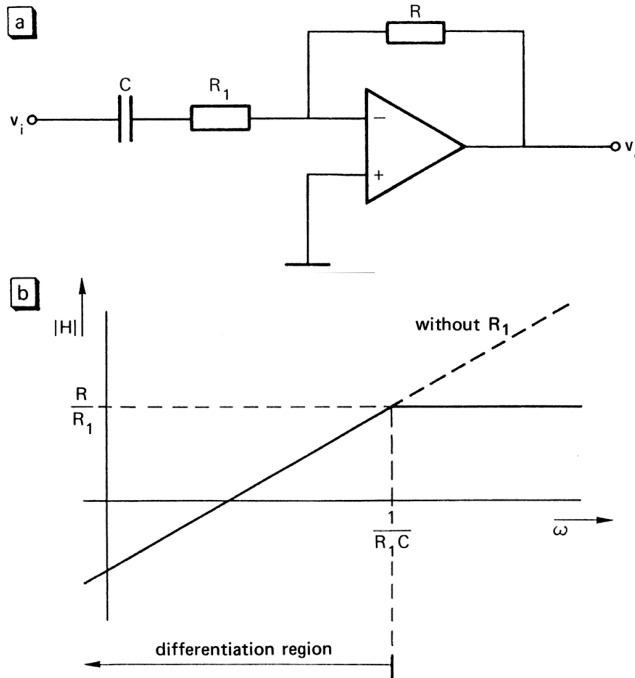 a
R
C
R1
vi
−
+
v
b
|H|
without R1
R
R1
1
R1C
ω
differentiation region